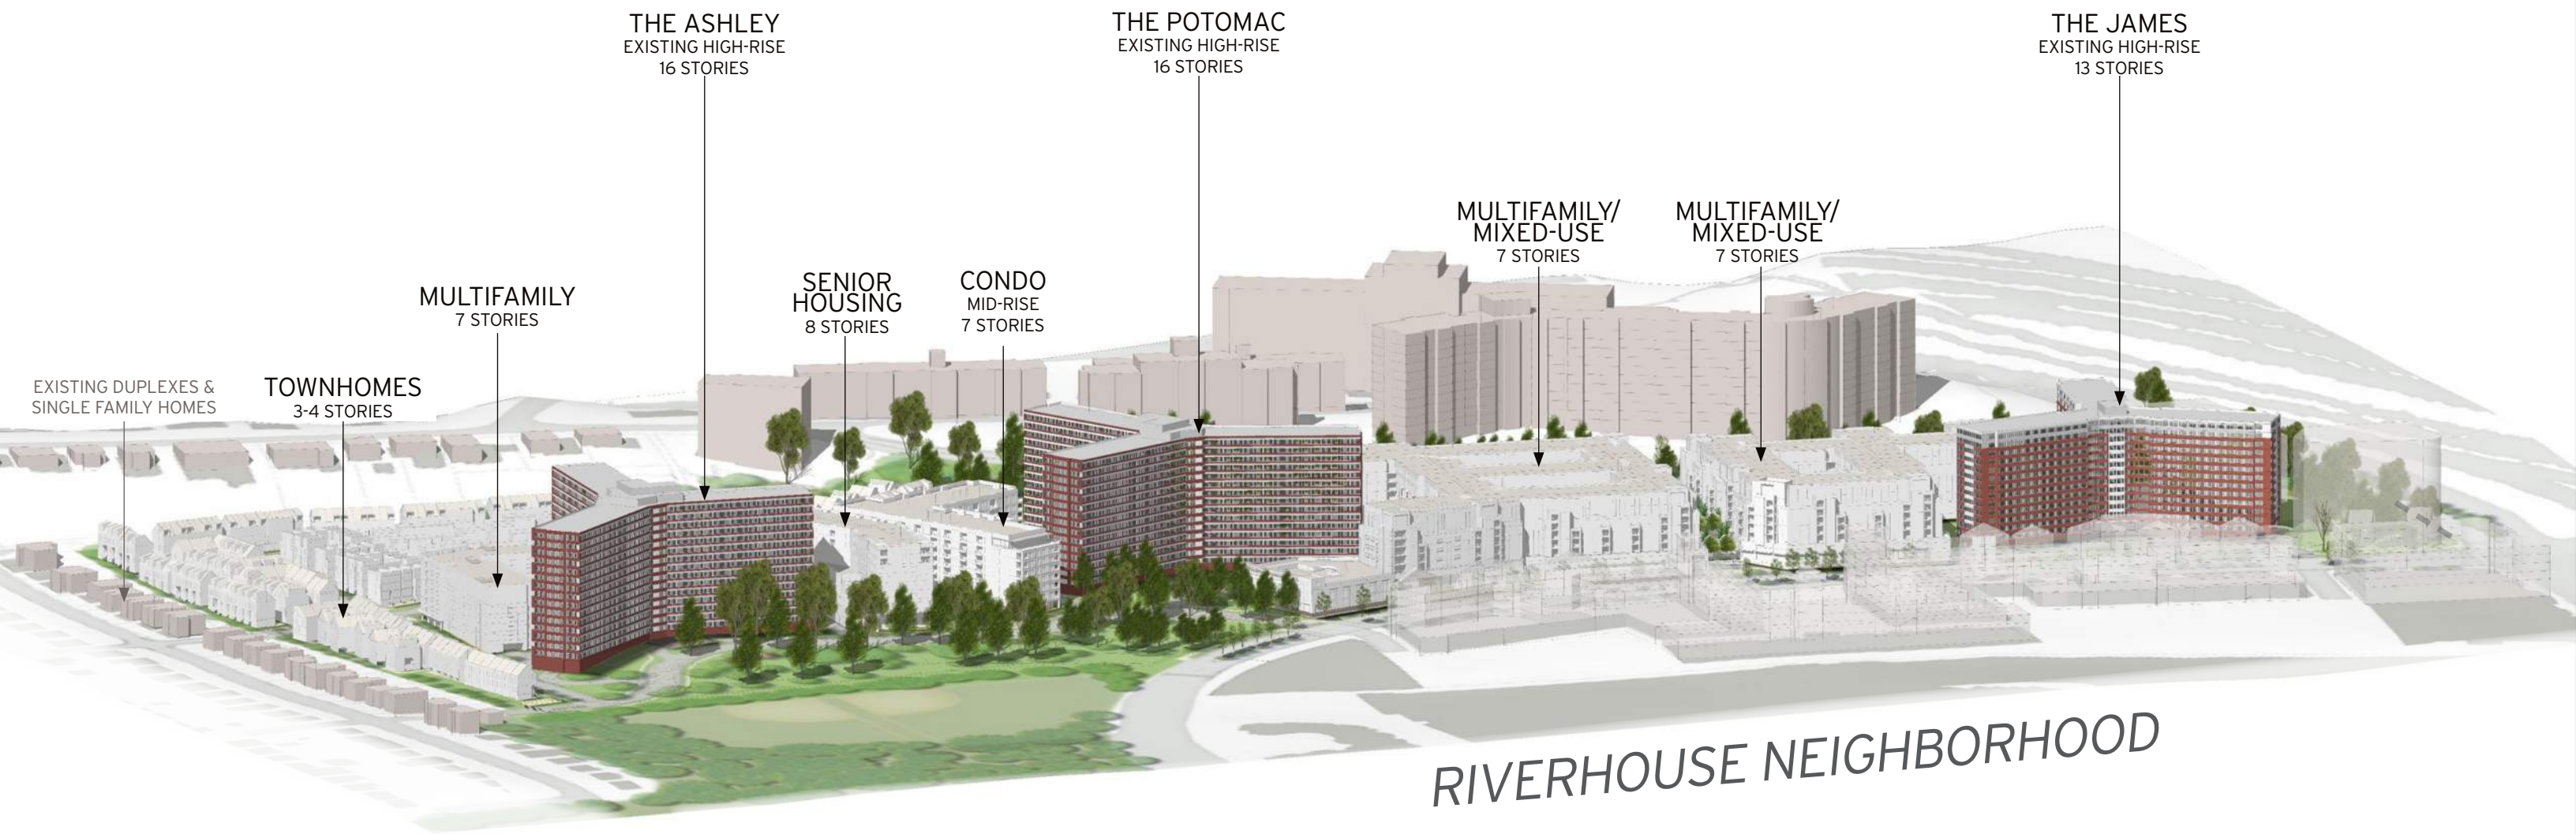 THE ASHLEY
EXISTING HIGH-RISE
16 STORIES
THE POTOMAC
EXISTING HIGH-RISE
16 STORIES
THE JAMES
EXISTING HIGH-RISE
13 STORIES
MULTIFAMILY/
MIXED-USE
7 STORIES
MULTIFAMILY/
MIXED-USE
7 STORIES
SENIOR
HOUSING
8 STORIES
CONDO
MID-RISE
7 STORIES
MULTIFAMILY
7 STORIES
EXISTING DUPLEXES &
SINGLE FAMILY HOMES
TOWNHOMES
3-4 STORIES
RIVERHOUSE NEIGHBORHOOD